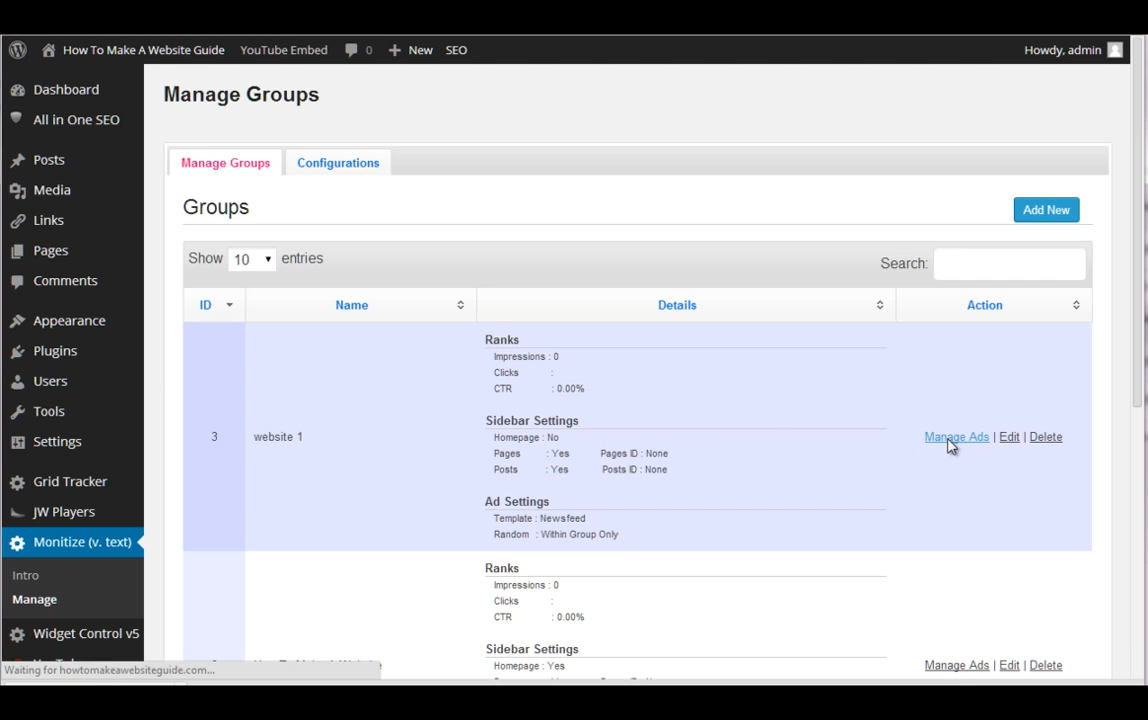 How To Make A Website Guide YouTube Embed 0 New SEO Howdy, admin
Dashboard
All in One SEO
Posts
Media
Links
Pages
Comments
Appearance
Plugins
Users
Tools
Settings
Grid Tracker
JW Players
Monitize (v. text)
Intro
Manage
Widget Control v5
Manage Groups
Manage Groups Configurations
Groups
Add New
Show 10 entries
Search:
ID Name Details Action
3 website 1
Ranks
Impressions : 0
Clicks :
CTR : 0.00%
Sidebar Settings
Homepage : No
Pages : Yes Pages ID : None
Posts : Yes Posts ID : None
Ad Settings
Template : Newsfeed
Random : Within Group Only
Manage Ads | Edit | Delete
Ranks
Impressions : 0
Clicks :
CTR : 0.00%
Sidebar Settings
Homepage : Yes
Manage Ads | Edit | Delete
Waiting for howtomakeawebsiteguide.com...